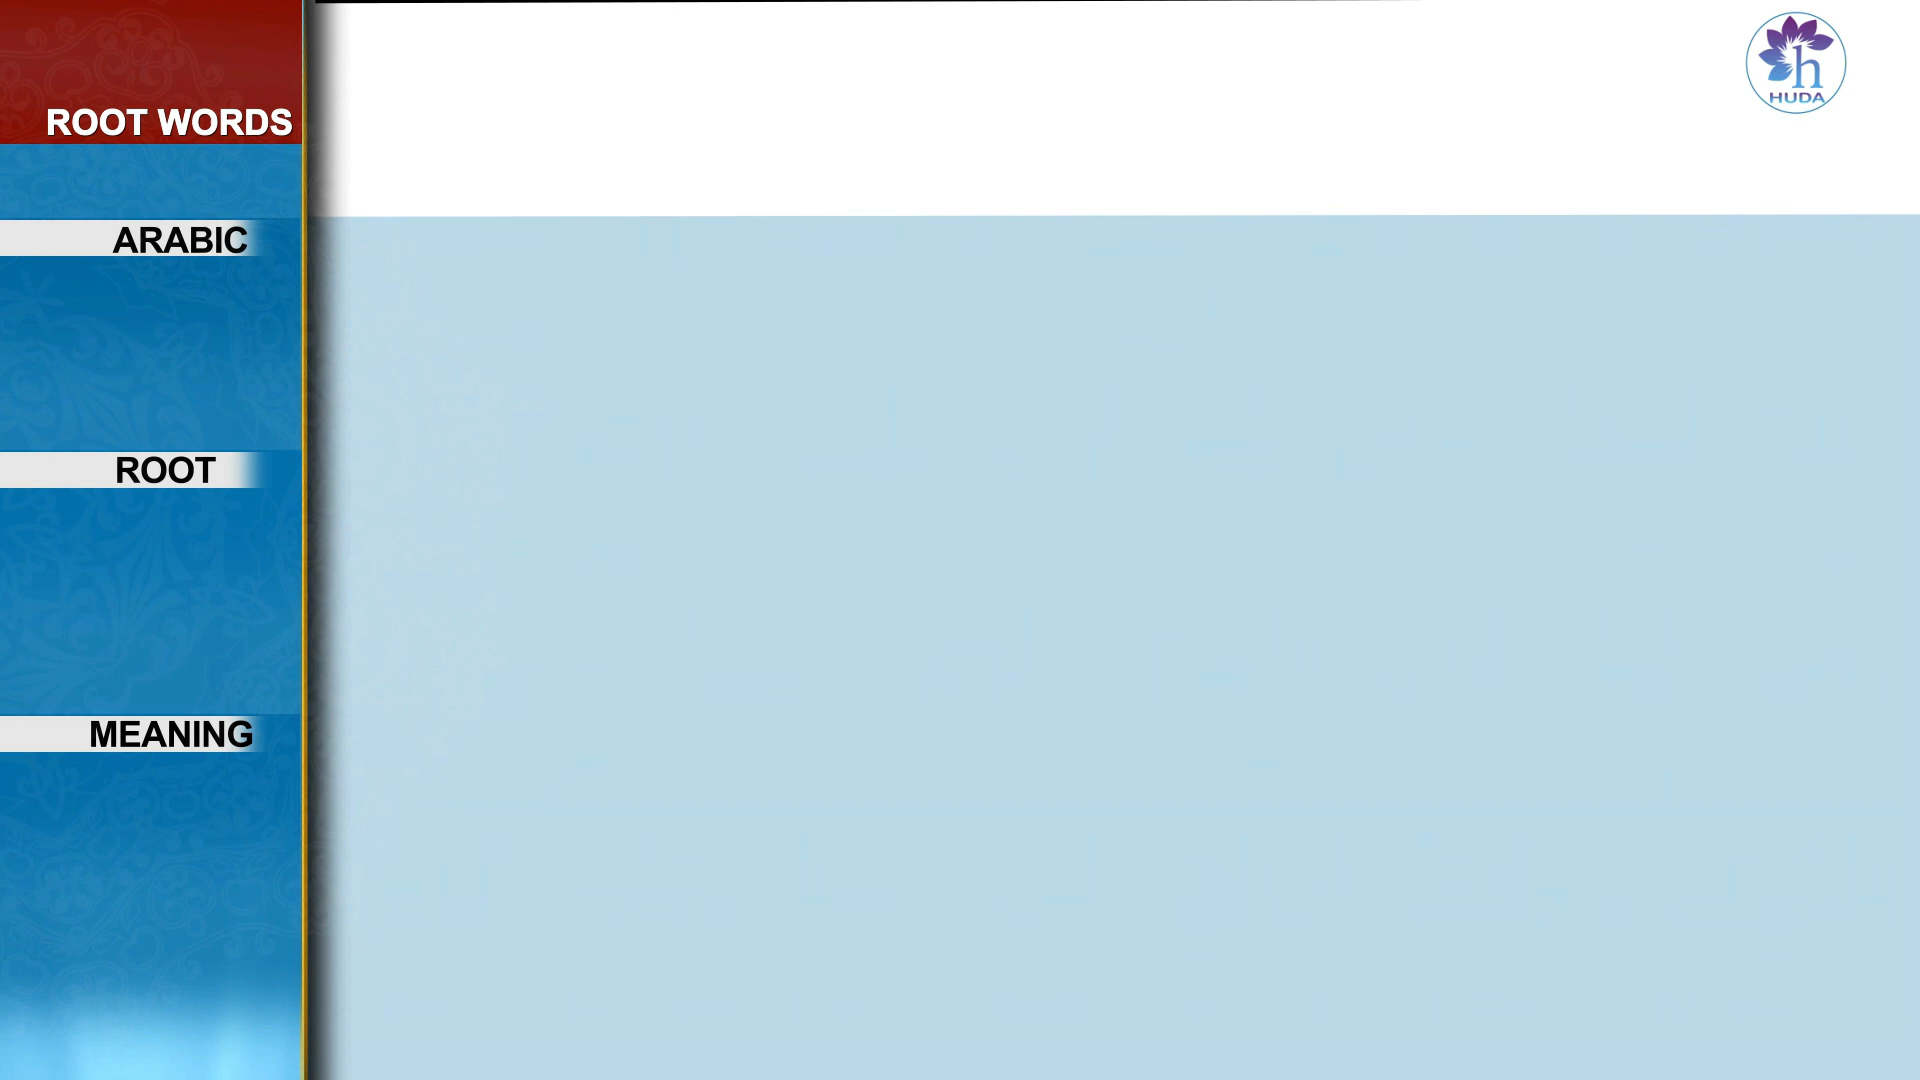 ROOT WORDS
ARABIC
ROOT
MEANING
h
HUDA